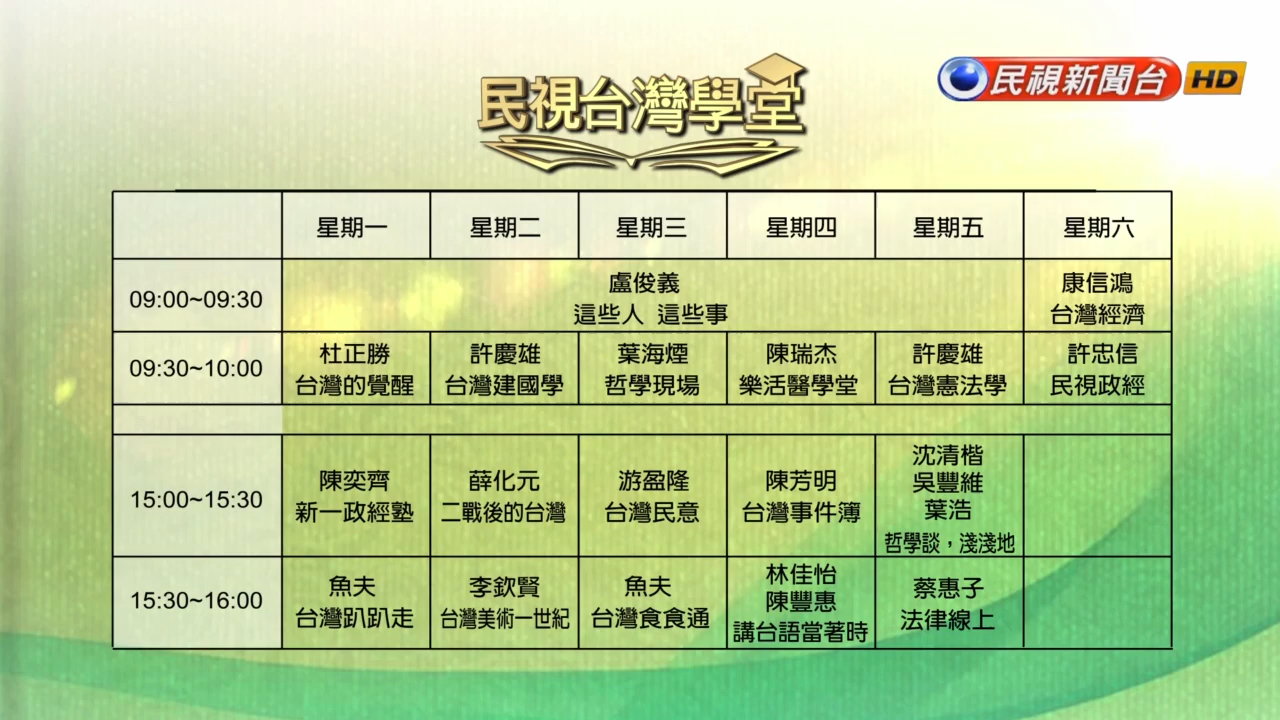 民視台灣學堂
民視新聞台 HD
星期一 星期二 星期三 星期四 星期五 星期六
09:00~09:30
盧俊義
這些人 這些事
康信鴻
台灣經濟
09:30~10:00
杜正勝
台灣的覺醒
許慶雄
台灣建國學
葉海煙
哲學現場
陳瑞杰
樂活醫學堂
許慶雄
台灣憲法學
許忠信
民視政經
15:00~15:30
陳奕齊
新一政經塾
薛化元
二戰後的台灣
游盈隆
台灣民意
陳芳明
台灣事件簿
沈清楷
吳豐維
葉浩
哲學談，淺淺地
15:30~16:00
魚夫
台灣趴趴走
李欽賢
台灣美術一世紀
魚夫
台灣食食通
林佳怡
陳豐惠
講台語當著時
蔡惠子
法律線上